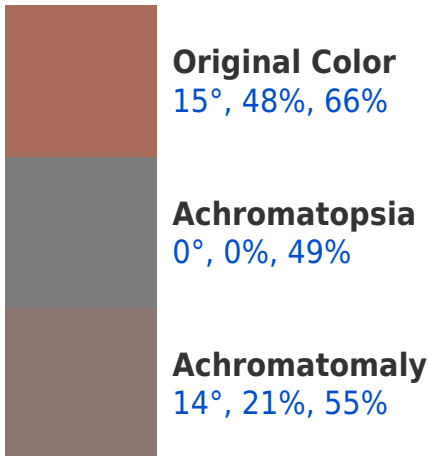 Original Color
15°, 48%, 66%
Achromatopsia
0°, 0%, 49%
Achromatomaly
14°, 21%, 55%